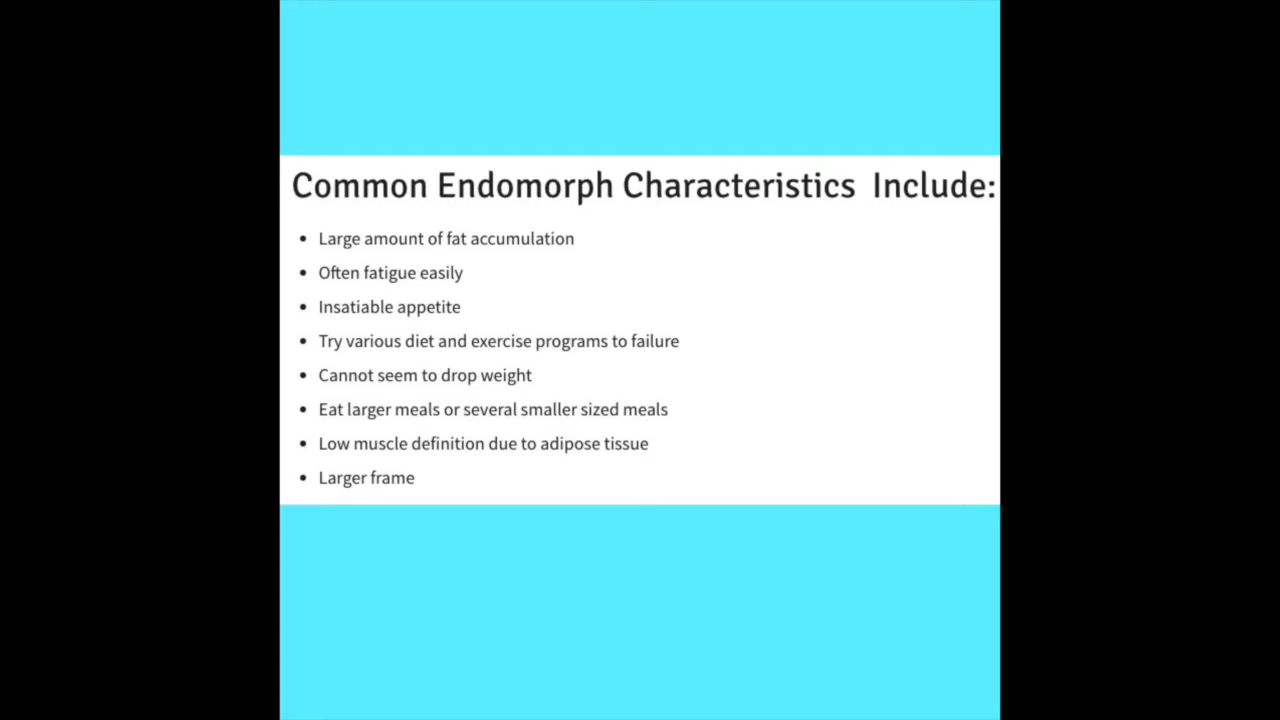 Common Endomorph Characteristics Include:
• Large amount of fat accumulation
• Often fatigue easily
• Insatiable appetite
• Try various diet and exercise programs to failure
• Cannot seem to drop weight
• Eat larger meals or several smaller sized meals
• Low muscle definition due to adipose tissue
• Larger frame